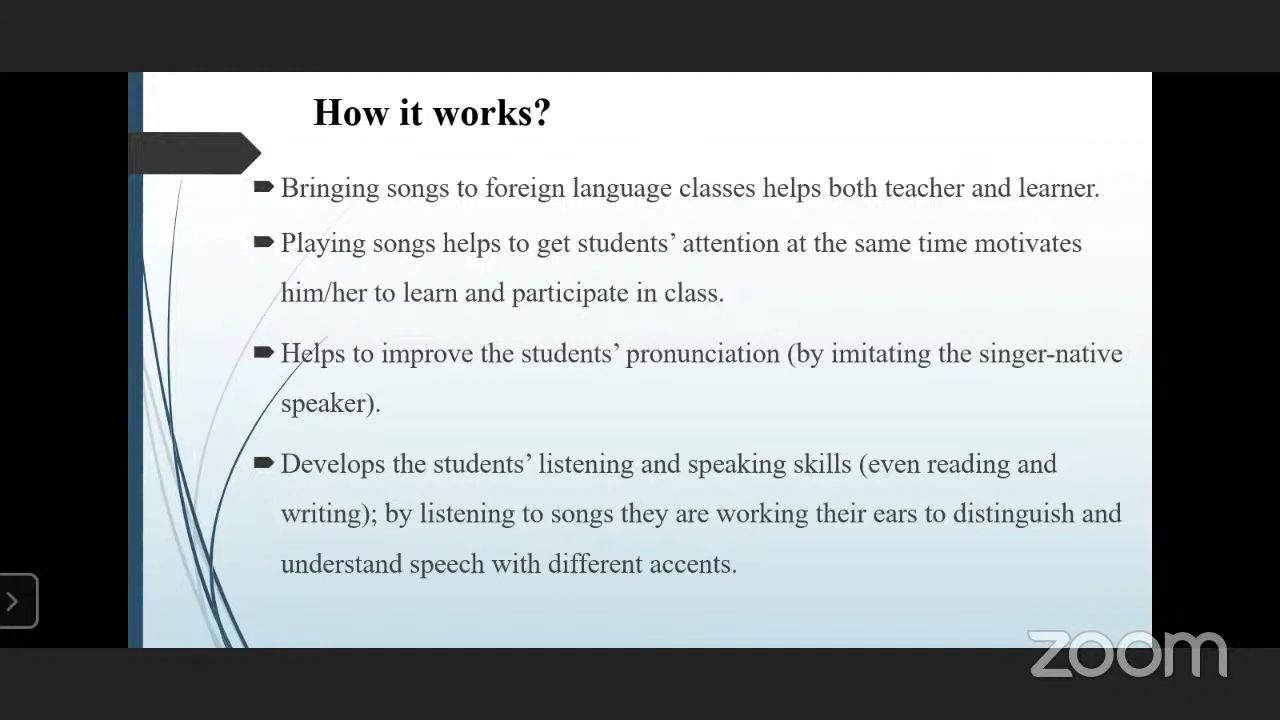 How it works?
Bringing songs to foreign language classes helps both teacher and learner.
Playing songs helps to get students’ attention at the same time motivates
him/her to learn and participate in class.
Helps to improve the students’ pronunciation (by imitating the singer-native
speaker).
Develops the students’ listening and speaking skills (even reading and
writing); by listening to songs they are working their ears to distinguish and
understand speech with different accents.
zoom